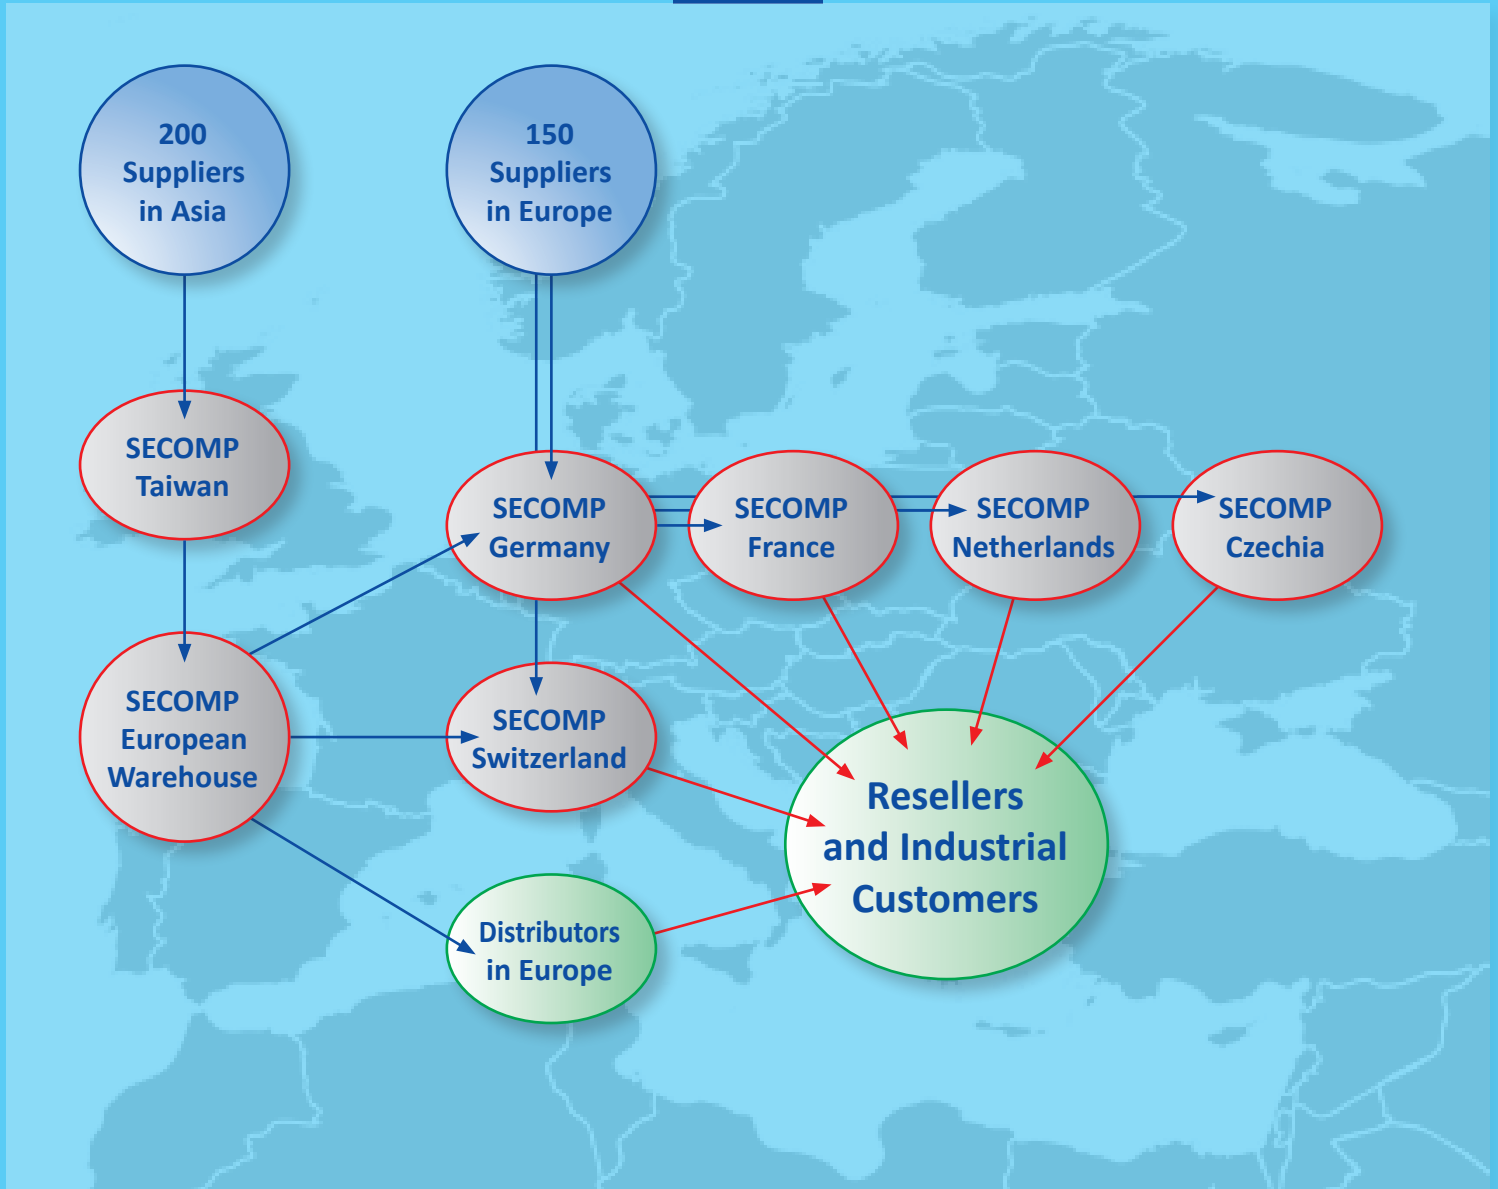 200
Suppliers
in Asia
150
Suppliers
in Europe
SECOMP
Taiwan
SECOMP
Germany
SECOMP
France
SECOMP
Netherlands
SECOMP
Czechia
SECOMP
European
Warehouse
SECOMP
Switzerland
Resellers
and Industrial
Customers
Distributors
in Europe